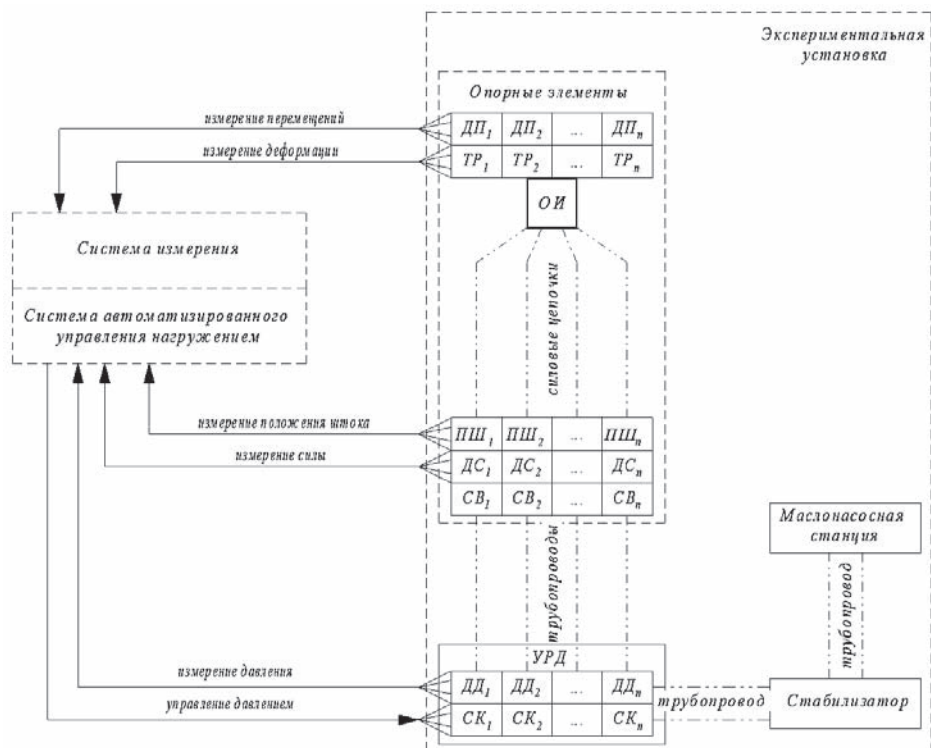 Экспериментальная
установка
Опорные элементы
измерение перемещений
ДП₁ ДП₂ ... ДПₙ
измерение деформации
ТР₁ ТР₂ ... ТРₙ
ОИ
Система измерения
Система автоматизированного
управления нагружением
силовые цепочки
измерение положения штока
ПШ₁ ПШ₂ ... ПШₙ
измерение силы
ДС₁ ДС₂ ... ДСₙ
СВ₁ СВ₂ ... СВₙ
Маслонасосная
станция
трубопроводы
трубопровод
УРД
измерение давления
ДД₁ ДД₂ ... ДДₙ
управление давлением
СК₁ СК₂ ... СКₙ
трубопровод
Стабилизатор